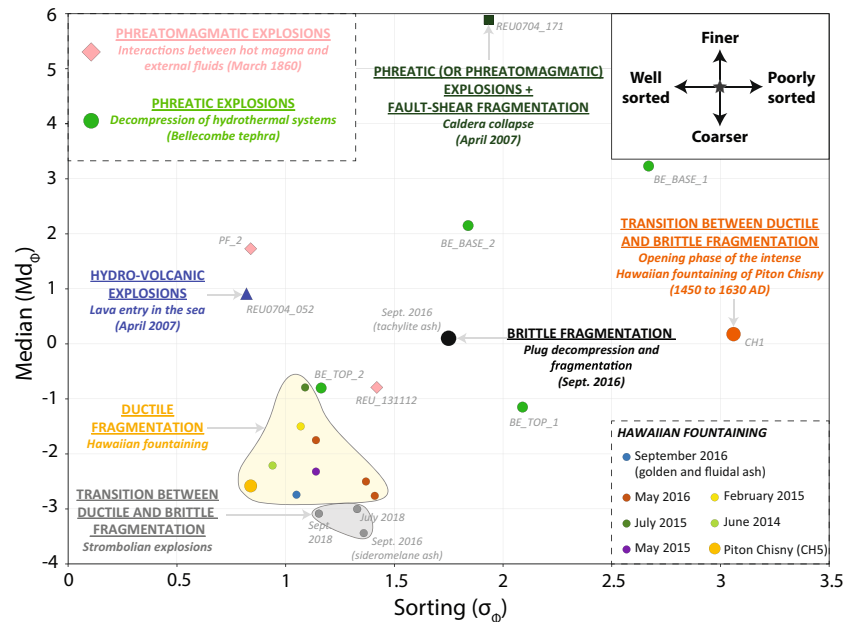 PHREATOMAGMATIC EXPLOSIONS
Interactions between hot magma and
external fluids (March 1860)
PHREATIC EXPLOSIONS
Decompression of hydrothermal systems
(Bellecombe tephra)
REU0704_171
PHREATIC (OR PHREATOMAGMATIC)
EXPLOSIONS +
FAULT-SHEAR FRAGMENTATION
Caldera collapse
(April 2007)
Finer
Well
sorted
Poorly
sorted
Coarser
BE_BASE_1
BE_BASE_2
PF_2
TRANSITION BETWEEN DUCTILE
AND BRITTLE FRAGMENTATION
Opening phase of the intense
Hawaiian fountaining of Piton Chisny
(1450 to 1630 AD)
CH1
HYDRO-VOLCANIC
EXPLOSIONS
Lava entry in the sea
(April 2007)
REU0704_052
Sept. 2016
(tachylite ash)
BRITTLE FRAGMENTATION
Plug decompression and
fragmentation
(Sept. 2016)
BE_TOP_2
REU_131112
BE_TOP_1
DUCTILE
FRAGMENTATION
Hawaiian fountaining
TRANSITION BETWEEN
DUCTILE AND BRITTLE
FRAGMENTATION
Strombolian explosions
Sept.
2018
July 2018
Sept. 2016
(sideromelane ash)
HAWAIIAN FOUNTAINING
September 2016
(golden and fluidal ash)
May 2016
February 2015
July 2015
June 2014
May 2015
Piton Chisny (CH5)
Median (MdΦ)
6
5
4
3
2
1
0
-1
-2
-3
-4
0
0.5
1
1.5
2
2.5
3
3.5
Sorting (σΦ)